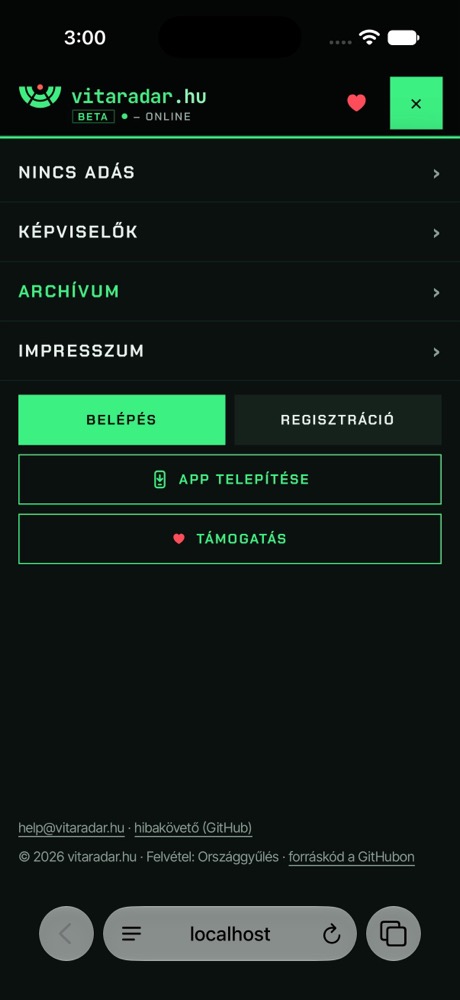 3:00
vitaradar.hu
BETA – ONLINE
NINCS ADÁS
KÉPVISELŐK
ARCHÍVUM
IMPRESSZUM
BELÉPÉS REGISZTRÁCIÓ
APP TELEPÍTÉSE
TÁMOGATÁS
help@vitaradar.hu · hibakövető (GitHub)
© 2026 vitaradar.hu · Felvétel: Országgyűlés · forráskód a GitHubon
localhost